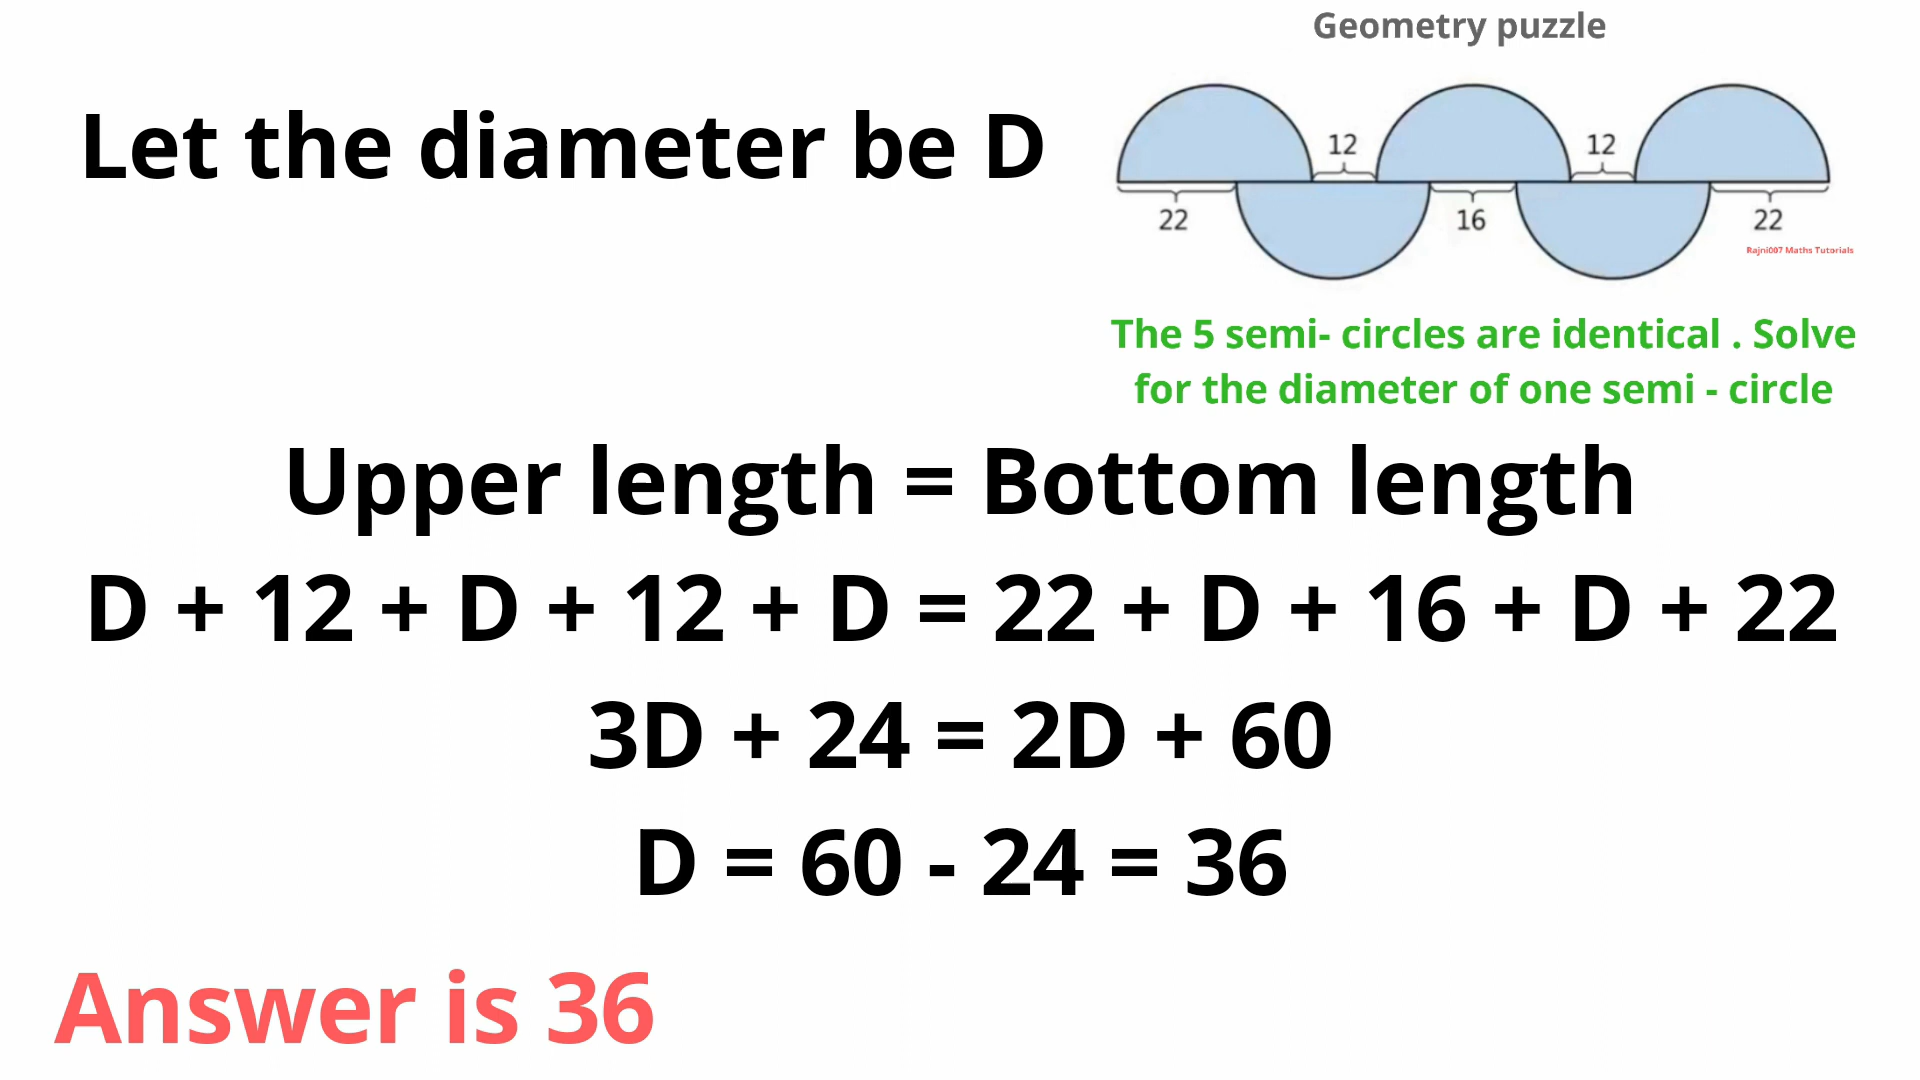 Geometry puzzle
Let the diameter be D
12
12
22
16
22
Rajni007 Maths Tutorials
The 5 semi- circles are identical . Solve
for the diameter of one semi - circle
Upper length = Bottom length
D + 12 + D + 12 + D = 22 + D + 16 + D + 22
3D + 24 = 2D + 60
D = 60 - 24 = 36
Answer is 36